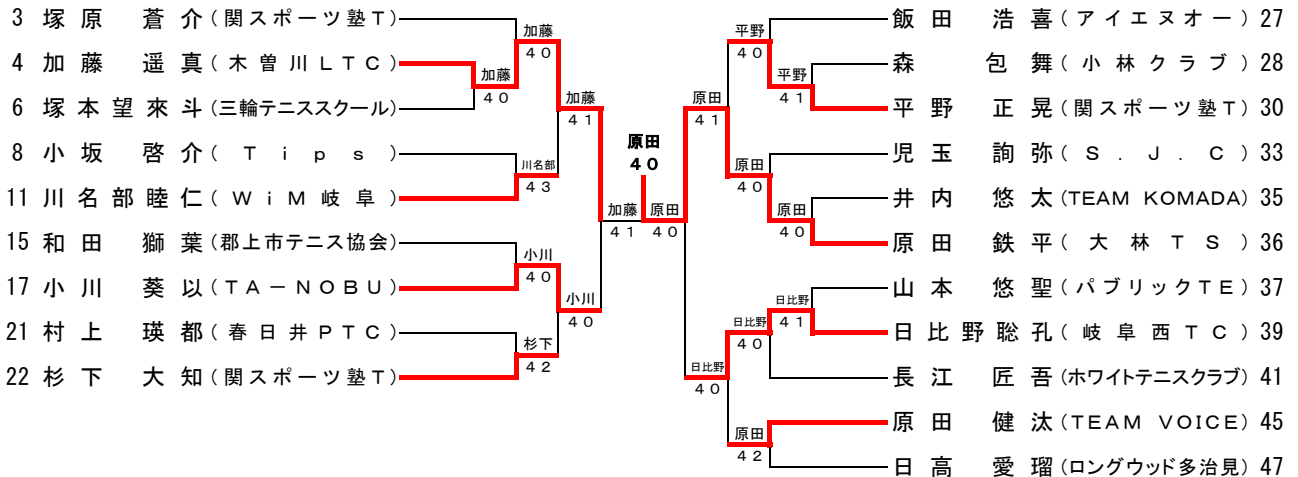 3 塚原 蒼介 (関スポーツ塾T)
4 加藤 遥真 (木曽川LTC)
6 塚本望來斗 (三輪テニススクール)
8 小坂 啓介 (Tips)
11 川名部睦仁 (WiM岐阜)
15 和田 獅葉 (郡上市テニス協会)
17 小川 葵以 (TA－NOBU)
21 村上 瑛都 (春日井PTC)
22 杉下 大知 (関スポーツ塾T)
加藤
40
加藤
40
川名部
43
小川
40
杉下
42
加藤
41
小川
40
加藤
41
原田
40
原田
40
原田
41
日比野
40
平野
40
原田
40
日比野
40
原田
42
平野
41
原田
40
日比野
41
飯田 浩喜 (アイエヌオー) 27
森 包舞 (小林クラブ) 28
平野 正晃 (関スポーツ塾T) 30
児玉 詢弥 (S.J.C) 33
井内 悠太 (TEAM KOMADA) 35
原田 鉄平 (大林TS) 36
山本 悠聖 (パブリックTE) 37
日比野聡孔 (岐阜西TC) 39
長江 匠吾 (ホワイトテニスクラブ) 41
原田 健汰 (TEAM VOICE) 45
日高 愛瑠 (ロングウッド多治見) 47